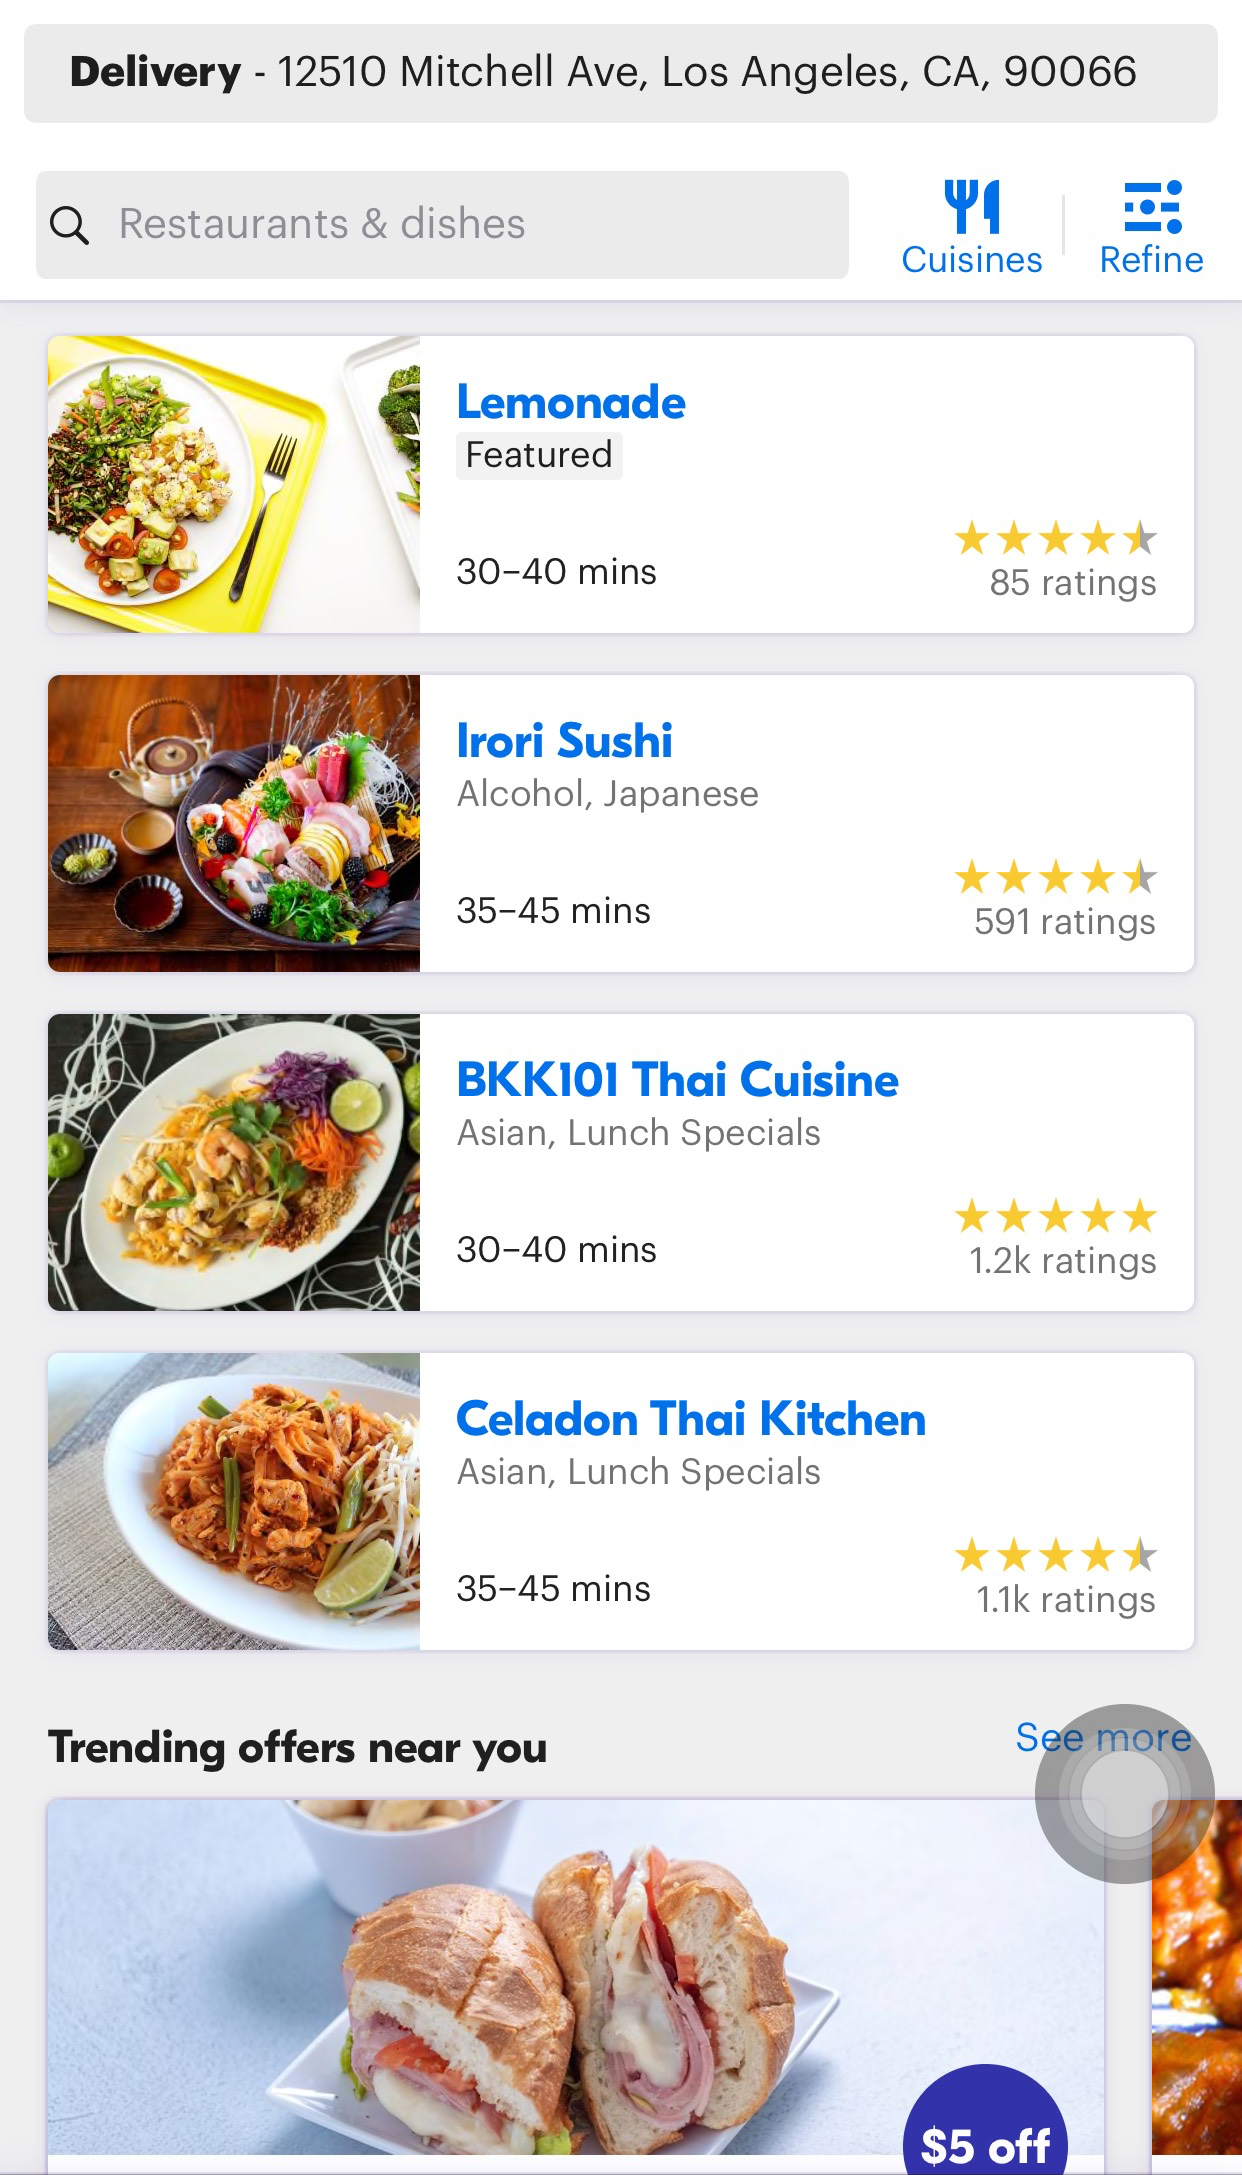 Delivery - 12510 Mitchell Ave, Los Angeles, CA, 90066
Restaurants & dishes
Cuisines
Refine
Lemonade
Featured
30–40 mins
85 ratings
Irori Sushi
Alcohol, Japanese
35–45 mins
591 ratings
BKK101 Thai Cuisine
Asian, Lunch Specials
30–40 mins
1.2k ratings
Celadon Thai Kitchen
Asian, Lunch Specials
35–45 mins
1.1k ratings
Trending offers near you
See more
$5 off